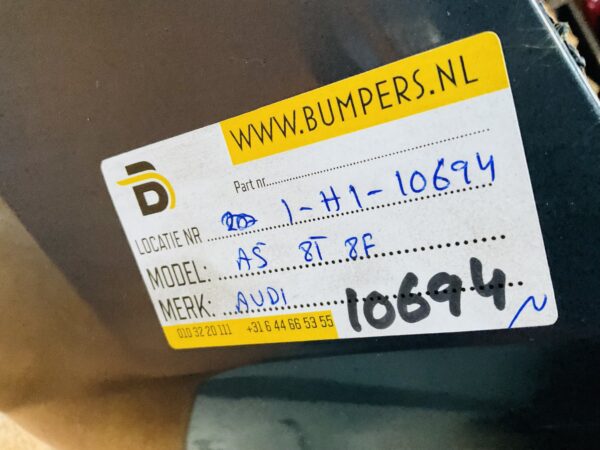 WWW.BUMPERS.NL
B
Part nr.
LOCATIE NR 1-H1-10694
MODEL: A5 8T 8F
MERK: AUDI
10694
010 32 20 111 +31 6 44 66 53 55